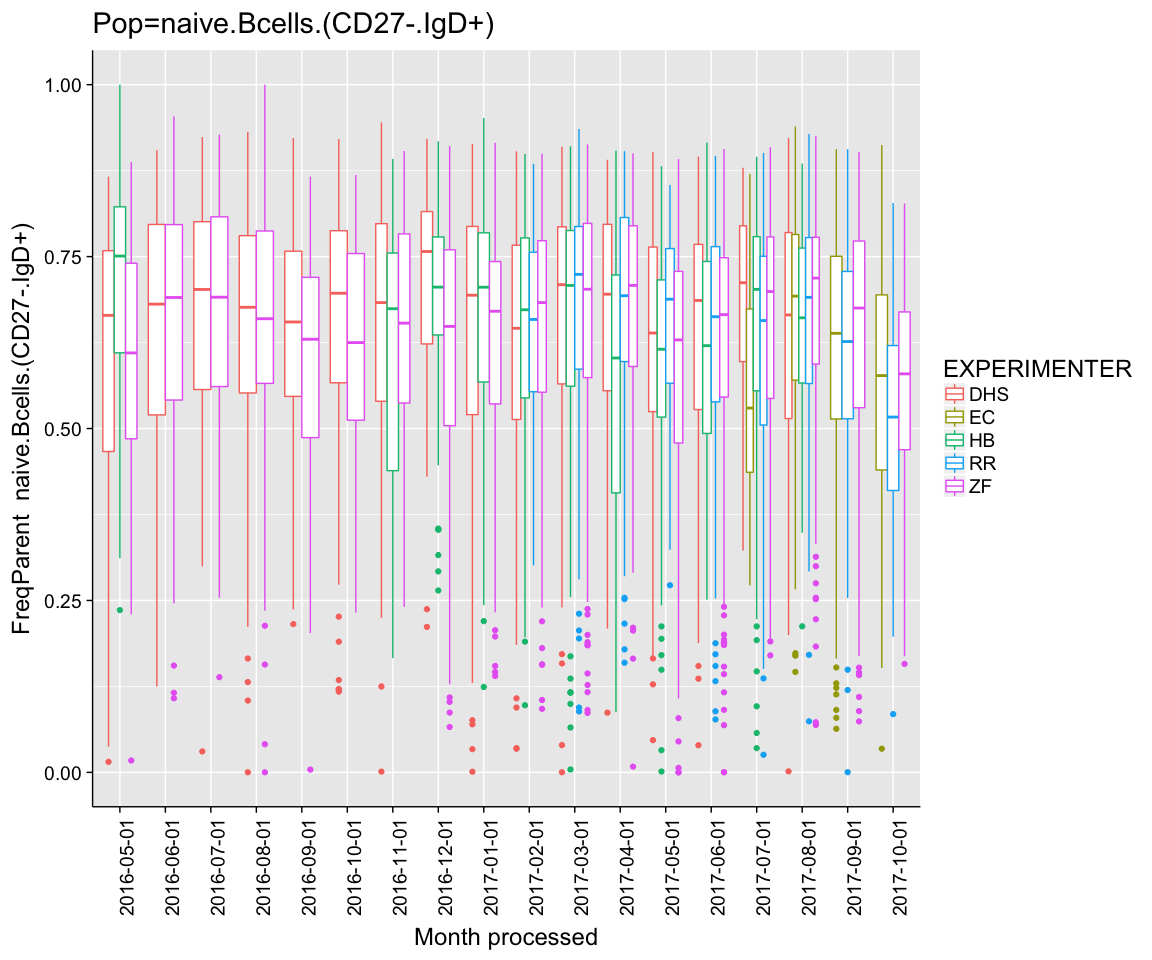 Pop=naive.Bcells.(CD27-.IgD+)
FreqParent  naive.Bcells.(CD27-.IgD+)
1.00
0.75
0.50
0.25
0.00
2016-05-01
2016-06-01
2016-07-01
2016-08-01
2016-09-01
2016-10-01
2016-11-01
2016-12-01
2017-01-01
2017-02-01
2017-03-01
2017-04-01
2017-05-01
2017-06-01
2017-07-01
2017-08-01
2017-09-01
2017-10-01
Month processed
EXPERIMENTER
DHS
EC
HB
RR
ZF